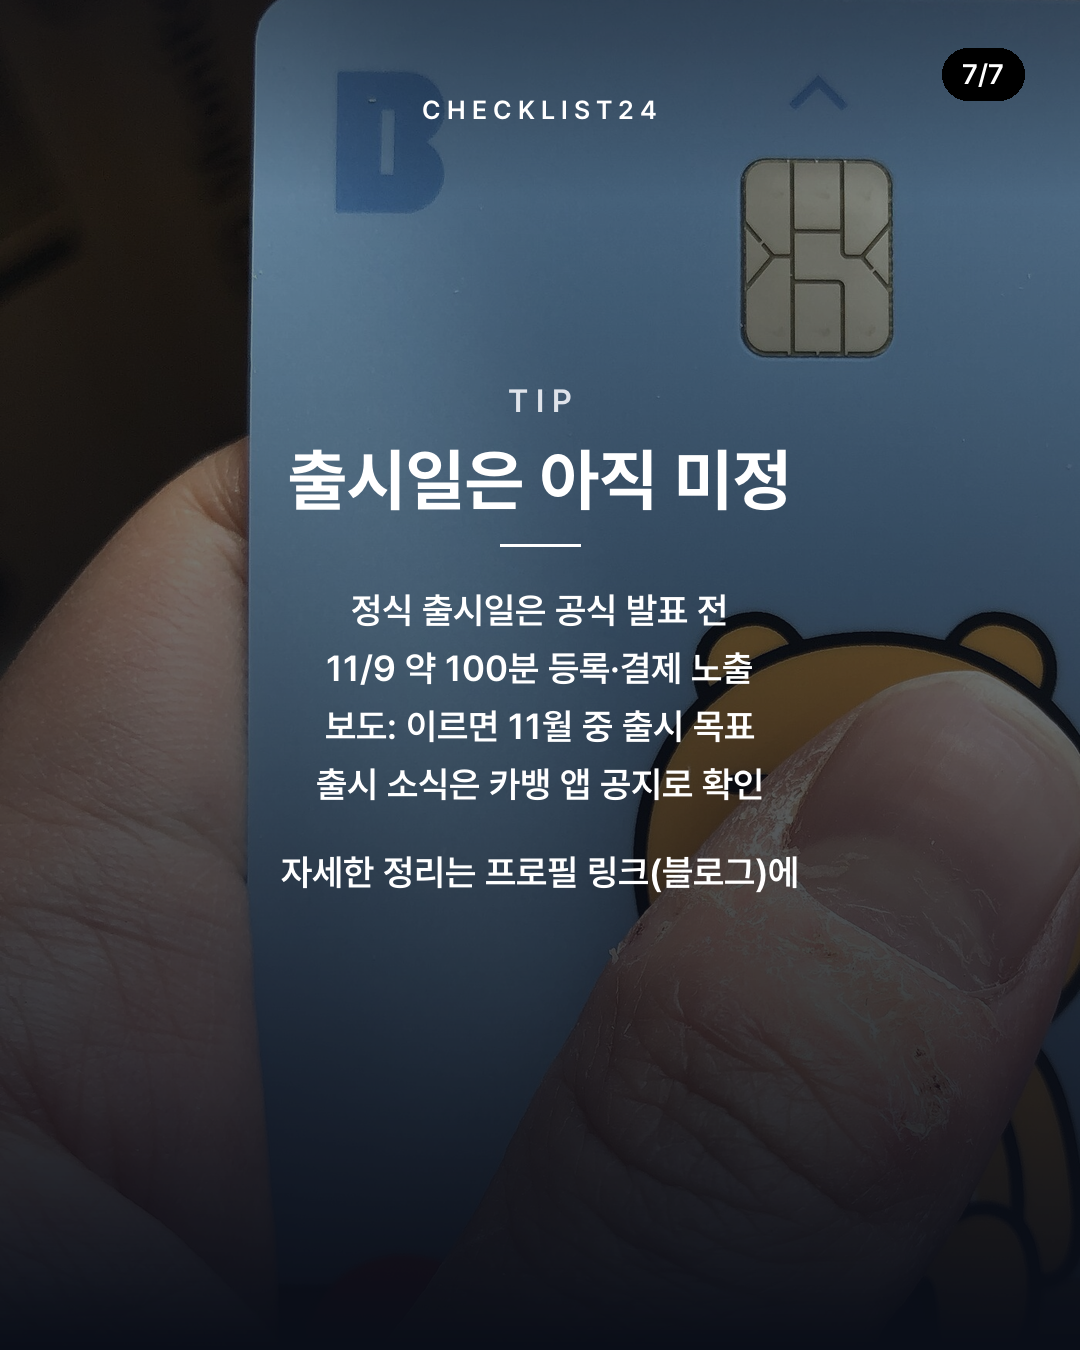 7/7
CHECKLIST24
TIP
출시일은 아직 미정
정식 출시일은 공식 발표 전
11/9 약 100분 등록·결제 노출
보도: 이르면 11월 중 출시 목표
출시 소식은 카뱅 앱 공지로 확인
자세한 정리는 프로필 링크(블로그)에